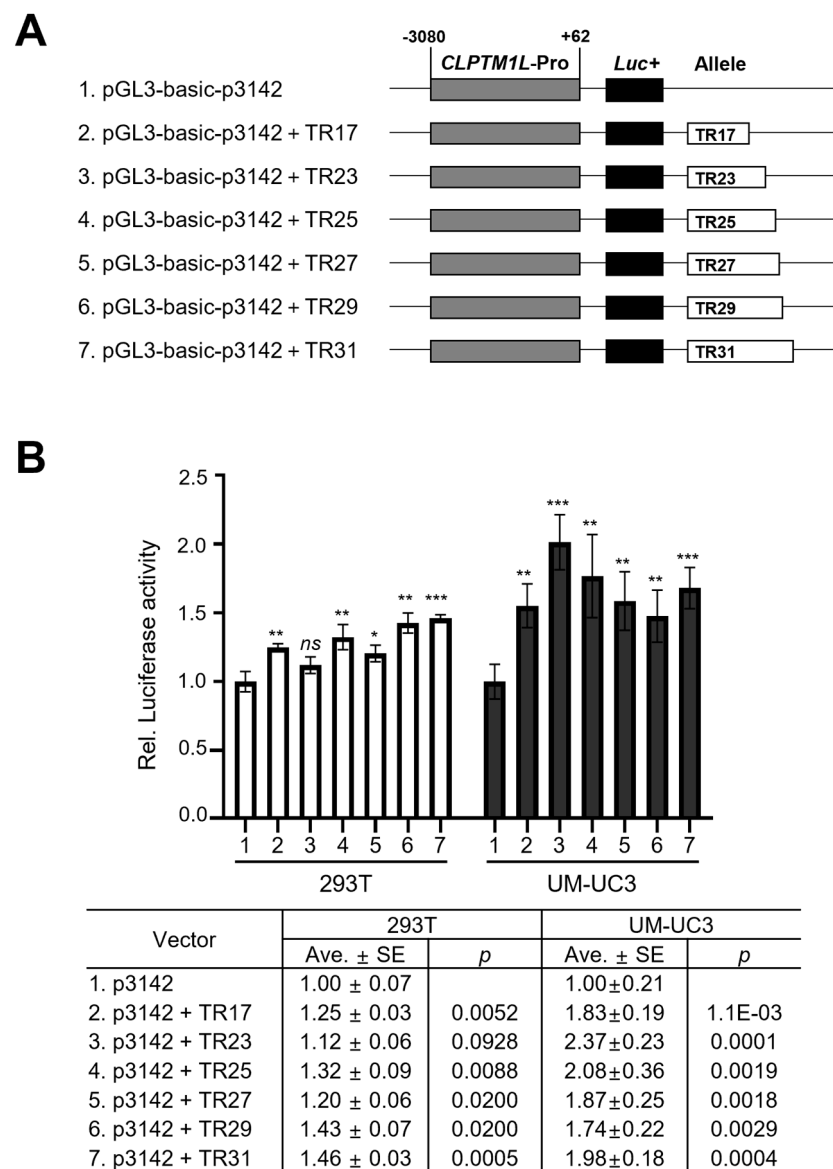 A
-3080 +62
CLPTM1L-Pro Luc+ Allele
1. pGL3-basic-p3142
2. pGL3-basic-p3142 + TR17 TR17
3. pGL3-basic-p3142 + TR23 TR23
4. pGL3-basic-p3142 + TR25 TR25
5. pGL3-basic-p3142 + TR27 TR27
6. pGL3-basic-p3142 + TR29 TR29
7. pGL3-basic-p3142 + TR31 TR31
B
Rel. Luciferase activity
2.5
2.0
1.5
1.0
0.5
0.0
** ns ** * ** *** ** *** ** ** ** ***
1 2 3 4 5 6 7 1 2 3 4 5 6 7
293T UM-UC3
Vector 293T UM-UC3
Ave. ± SE p Ave. ± SE p
1. p3142 1.00 ± 0.07 1.00±0.21
2. p3142 + TR17 1.25 ± 0.03 0.0052 1.83±0.19 1.1E-03
3. p3142 + TR23 1.12 ± 0.06 0.0928 2.37±0.23 0.0001
4. p3142 + TR25 1.32 ± 0.09 0.0088 2.08±0.36 0.0019
5. p3142 + TR27 1.20 ± 0.06 0.0200 1.87±0.25 0.0018
6. p3142 + TR29 1.43 ± 0.07 0.0200 1.74±0.22 0.0029
7. p3142 + TR31 1.46 ± 0.03 0.0005 1.98±0.18 0.0004